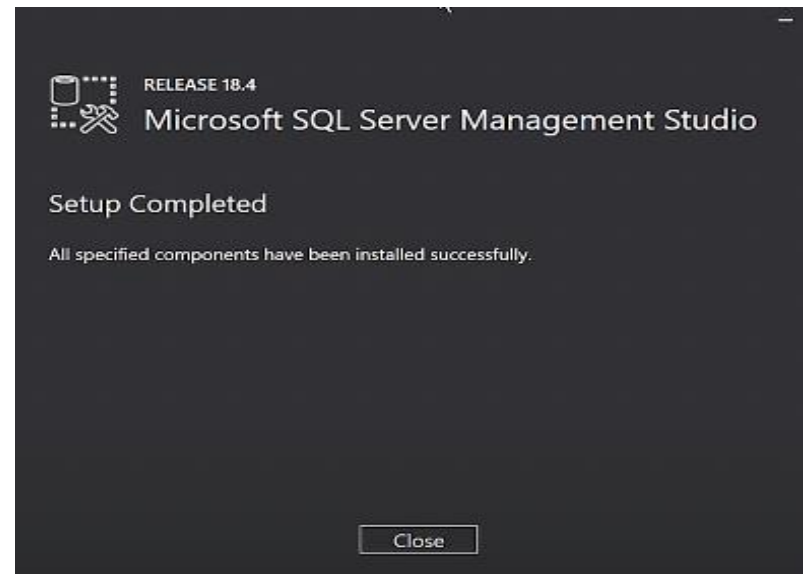 RELEASE 18.4
Microsoft SQL Server Management Studio
Setup Completed
All specified components have been installed successfully.
Close